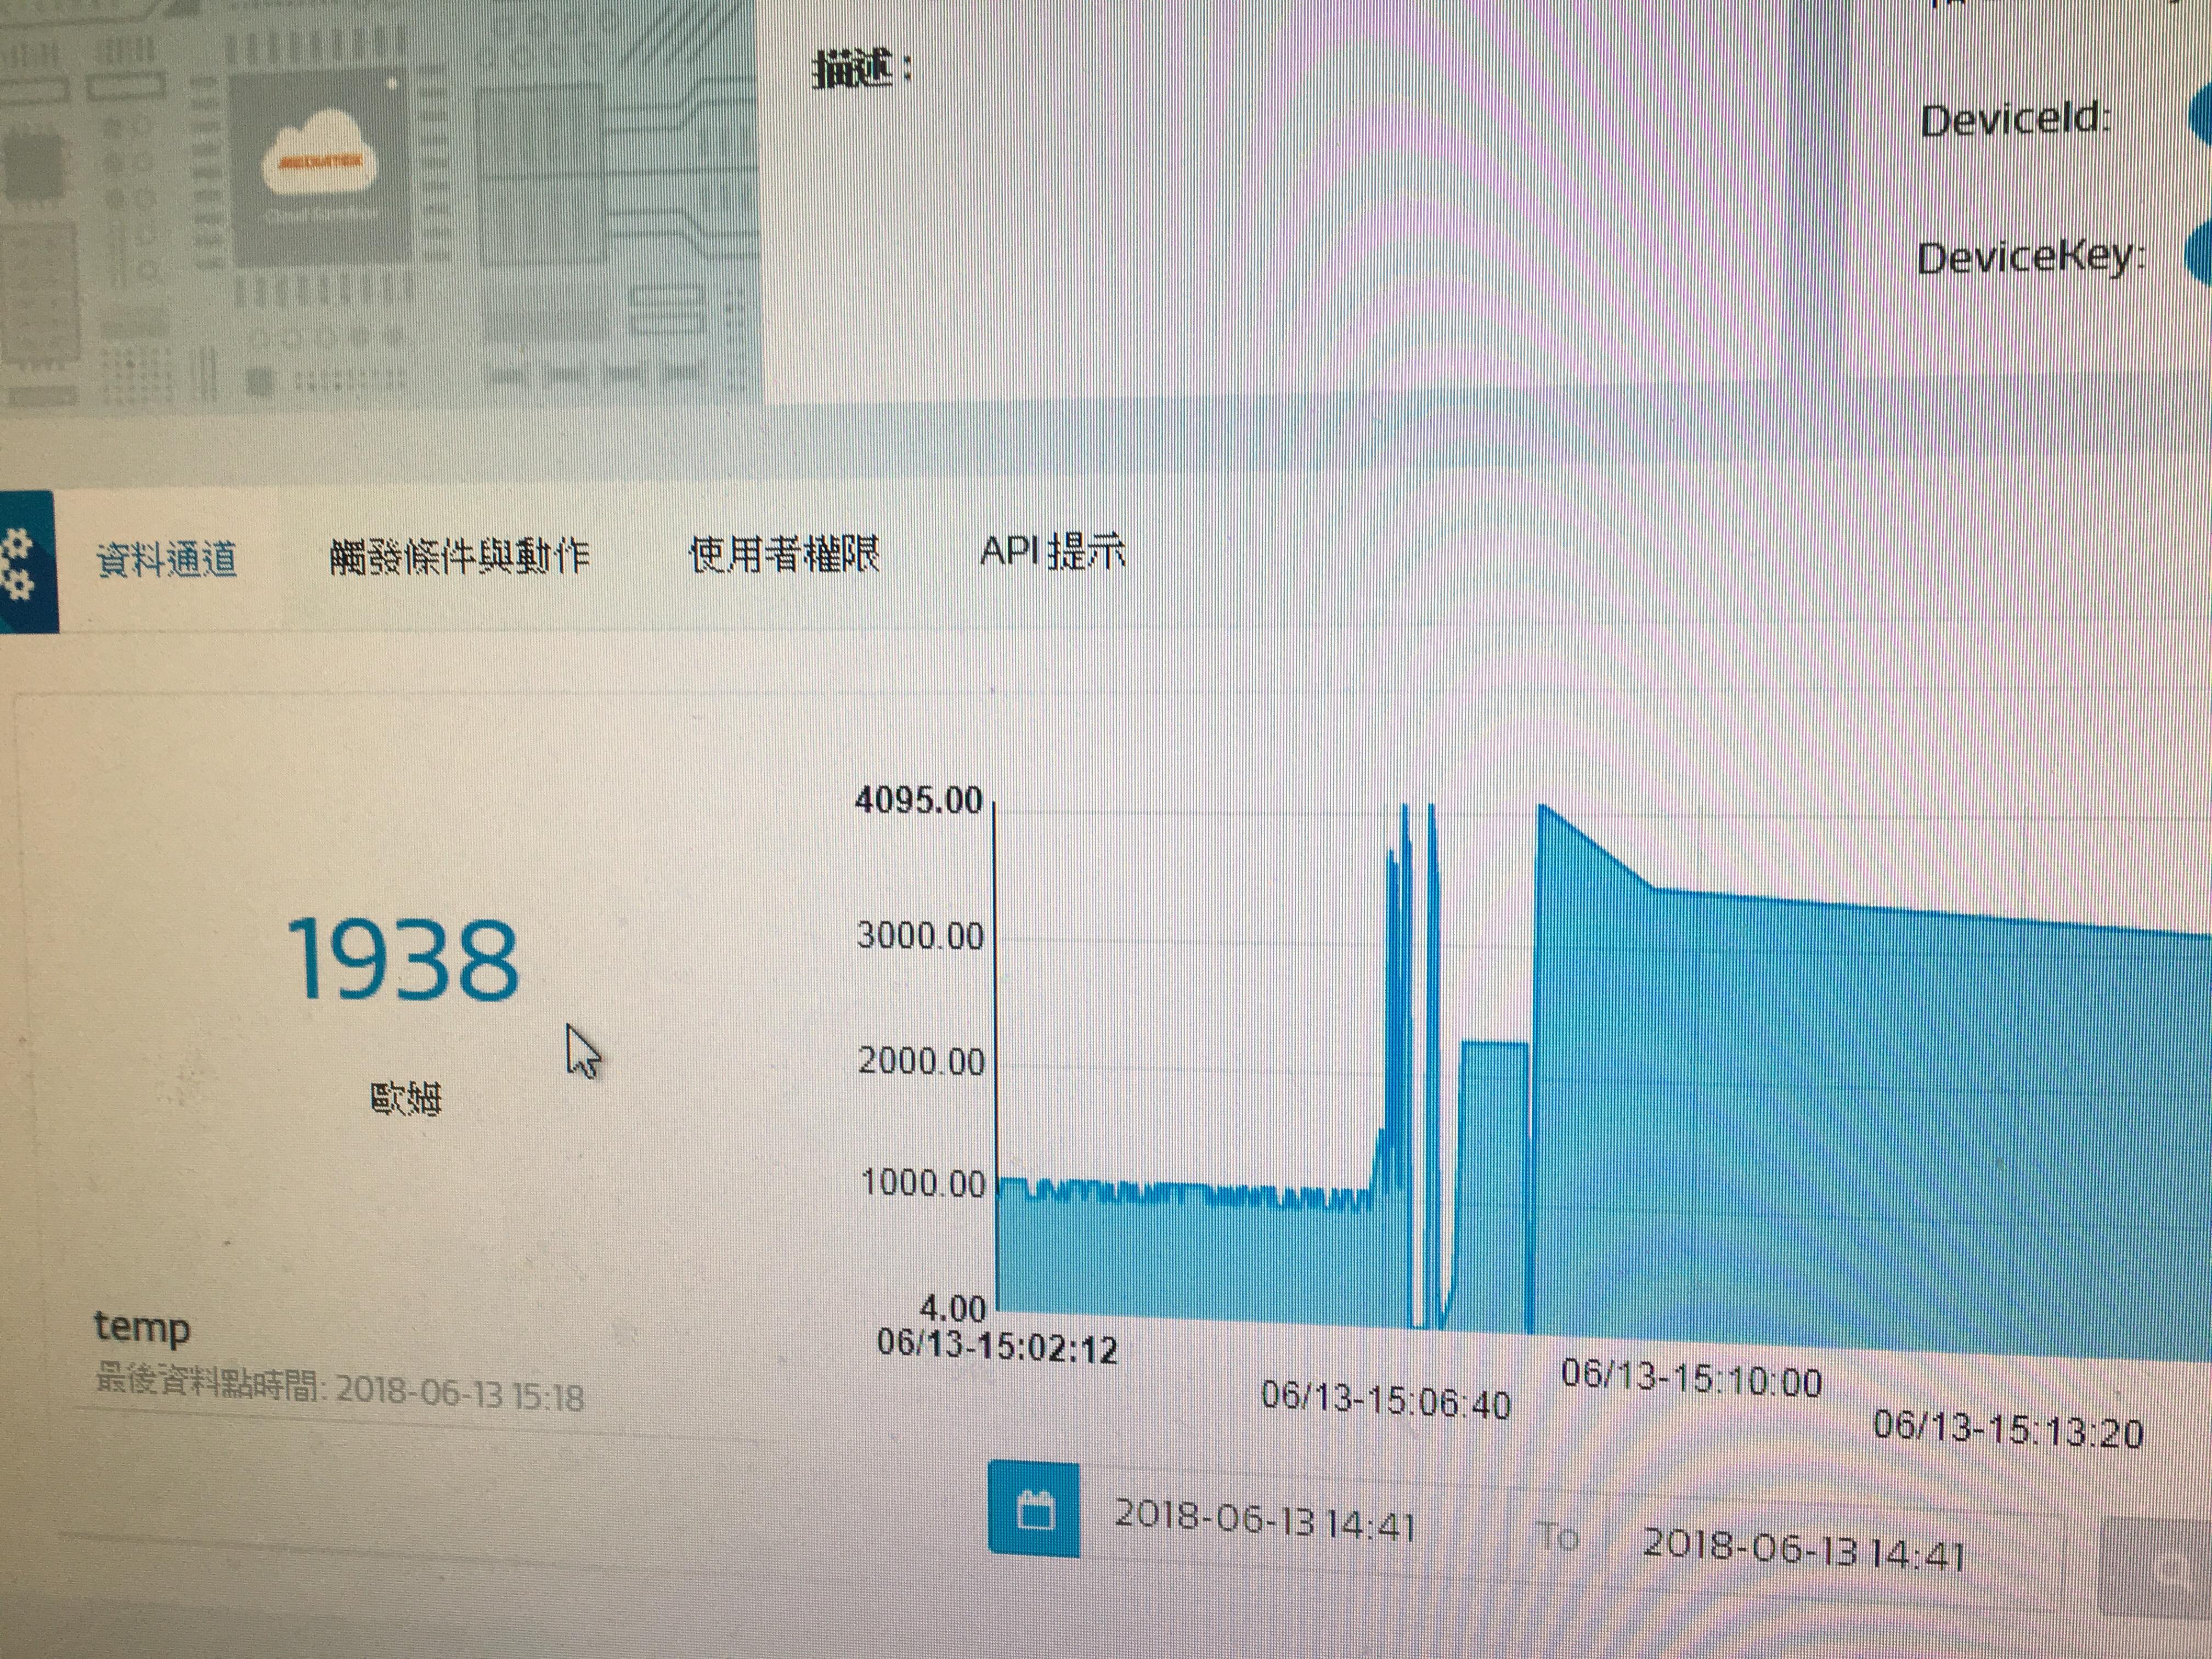 描述：
DeviceId:
DeviceKey:
MEDIATEK
Cloud Sandbox
資料通道
觸發條件與動作
使用者權限
API 提示
1938
歐姆
temp
最後資料點時間: 2018-06-13 15:18
4095.00
3000.00
2000.00
1000.00
4.00
06/13-15:02:12
06/13-15:06:40
06/13-15:10:00
06/13-15:13:20
2018-06-13 14:41
To
2018-06-13 14:41